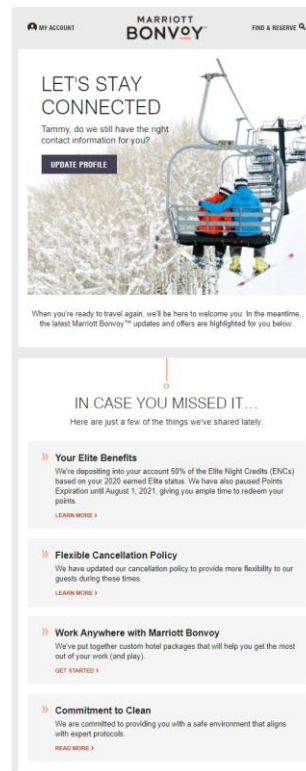 MY ACCOUNT
MARRIOTT
BONVOY™
FIND & RESERVE
LET'S STAY
CONNECTED
Tammy, do we still have the right
contact information for you?
UPDATE PROFILE
When you're ready to travel again, we'll be here to welcome you. In the meantime,
the latest Marriott Bonvoy™ updates and offers are highlighted for you below.
IN CASE YOU MISSED IT...
Here are just a few of the things we've shared lately.
Your Elite Benefits
We're depositing into your account 50% of the Elite Night Credits (ENCs)
based on your 2020 earned Elite status. We have also paused Points
Expiration until August 1, 2021, giving you ample time to redeem your
points.
LEARN MORE ›
Flexible Cancellation Policy
We have updated our cancellation policy to provide more flexibility to our
guests during these times.
LEARN MORE ›
Work Anywhere with Marriott Bonvoy
We've put together custom hotel packages that will help you get the most
out of your work (and play).
GET STARTED ›
Commitment to Clean
We are committed to providing you with a safe environment that aligns
with expert protocols.
READ MORE ›